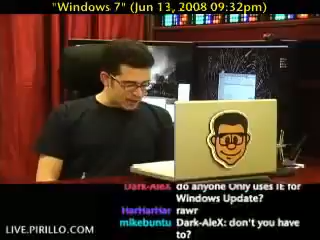 "Windows 7" (Jun 13, 2008 09:32pm)
Dark-AleX do anyone Only uses IE for
Windows Update?
HarHarHar rawr
mikebuntu Dark-AleX: don't you have
to?
LIVE.PIRILLO.COM